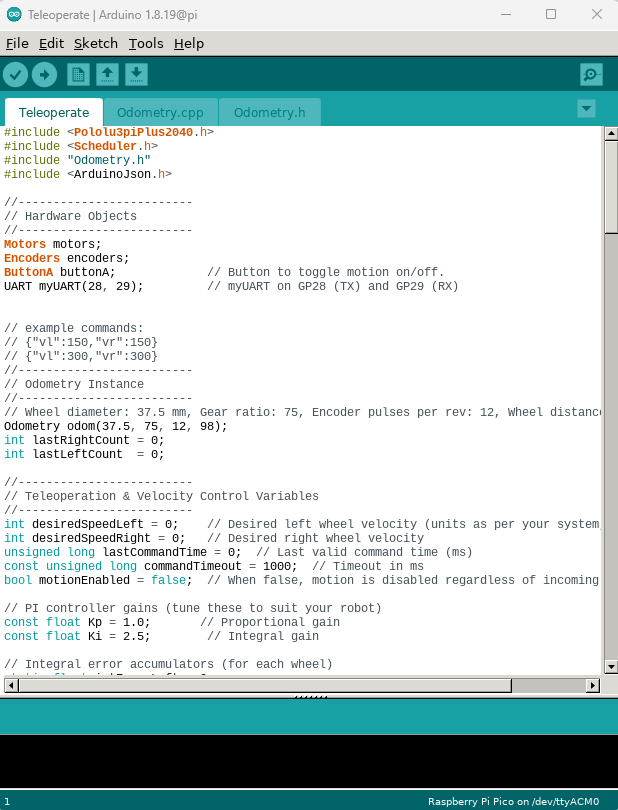 Teleoperate | Arduino 1.8.19@pi
File Edit Sketch Tools Help
Teleoperate Odometry.cpp Odometry.h
#include <Pololu3piPlus2040.h>
#include <Scheduler.h>
#include "Odometry.h"
#include <ArduinoJson.h>
//-------------------------
// Hardware Objects
//-------------------------
Motors motors;
Encoders encoders;
ButtonA buttonA;             // Button to toggle motion on/off.
UART myUART(28, 29);         // myUART on GP28 (TX) and GP29 (RX)
// example commands:
// {"vl":150,"vr":150}
// {"vl":300,"vr":300}
//-------------------------
// Odometry Instance
//-------------------------
// Wheel diameter: 37.5 mm, Gear ratio: 75, Encoder pulses per rev: 12, Wheel distanc
Odometry odom(37.5, 75, 12, 98);
int lastRightCount = 0;
int lastLeftCount  = 0;
//-------------------------
// Teleoperation & Velocity Control Variables
//-------------------------
int desiredSpeedLeft = 0;    // Desired left wheel velocity (units as per your system
int desiredSpeedRight = 0;   // Desired right wheel velocity
unsigned long lastCommandTime = 0;  // Last valid command time (ms)
const unsigned long commandTimeout = 1000;  // Timeout in ms
bool motionEnabled = false;  // When false, motion is disabled regardless of incoming
// PI controller gains (tune these to suit your robot)
const float Kp = 1.0;       // Proportional gain
const float Ki = 2.5;        // Integral gain
// Integral error accumulators (for each wheel)
1
Raspberry Pi Pico on /dev/ttyACM0